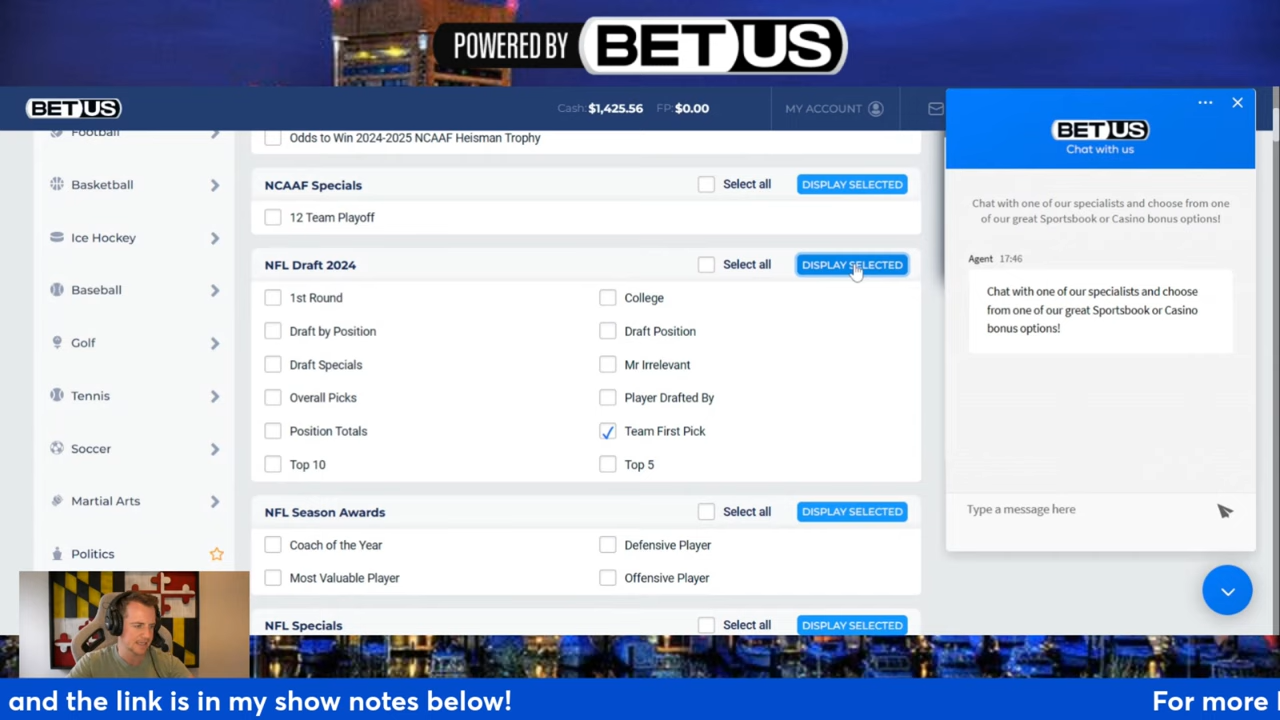 POWERED BY BETUS
BETUS
Cash: $1,425.56 FP: $0.00
MY ACCOUNT
Football
Basketball
Ice Hockey
Baseball
Golf
Tennis
Soccer
Martial Arts
Politics
Odds to Win 2024-2025 NCAAF Heisman Trophy
NCAAF Specials
Select all
DISPLAY SELECTED
12 Team Playoff
NFL Draft 2024
Select all
DISPLAY SELECTED
1st Round
College
Draft by Position
Draft Position
Draft Specials
Mr Irrelevant
Overall Picks
Player Drafted By
Position Totals
Team First Pick
Top 10
Top 5
NFL Season Awards
Select all
DISPLAY SELECTED
Coach of the Year
Defensive Player
Most Valuable Player
Offensive Player
NFL Specials
Select all
DISPLAY SELECTED
BETUS
Chat with us
Chat with one of our specialists and choose from one
of our great Sportsbook or Casino bonus options!
Agent 17:46
Chat with one of our specialists and choose
from one of our great Sportsbook or Casino
bonus options!
Type a message here
and the link is in my show notes below!
For more